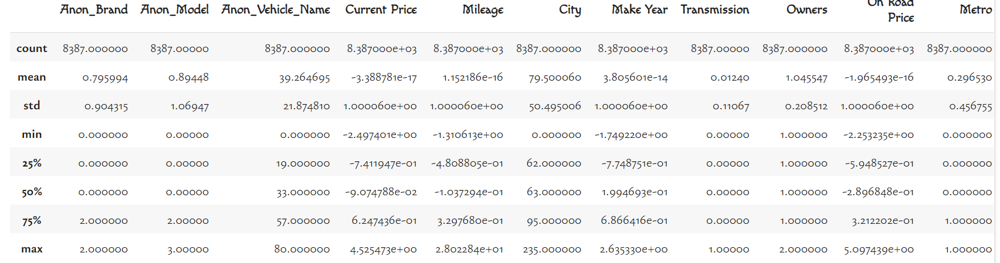 Anon_Brand Anon_Model Anon_Vehicle_Name Current Price Mileage City Make Year Transmission Owners On Road Price Metro
count 8387.000000 8387.00000 8387.000000 8.387000e+03 8.387000e+03 8387.000000 8.387000e+03 8387.00000 8387.000000 8.387000e+03 8387.000000
mean 0.795994 0.89448 39.264695 -3.388781e-17 1.152186e-16 79.500060 3.805601e-14 0.01240 1.045547 -1.965493e-16 0.296530
std 0.904315 1.06947 21.874810 1.000060e+00 1.000060e+00 50.495006 1.000060e+00 0.11067 0.208512 1.000060e+00 0.456755
min 0.000000 0.00000 0.000000 -2.497401e+00 -1.310613e+00 0.000000 -1.749220e+00 0.00000 1.000000 -2.253235e+00 0.000000
25% 0.000000 0.00000 19.000000 -7.411947e-01 -4.808805e-01 62.000000 -7.748751e-01 0.00000 1.000000 -5.948527e-01 0.000000
50% 0.000000 0.00000 33.000000 -9.074788e-02 -1.037294e-01 63.000000 1.994693e-01 0.00000 1.000000 -2.896848e-01 0.000000
75% 2.000000 2.00000 57.000000 6.247436e-01 3.297680e-01 95.000000 6.866416e-01 0.00000 1.000000 3.212202e-01 1.000000
max 2.000000 3.00000 80.000000 4.525473e+00 2.802284e+01 235.000000 2.635330e+00 1.00000 2.000000 5.097439e+00 1.000000